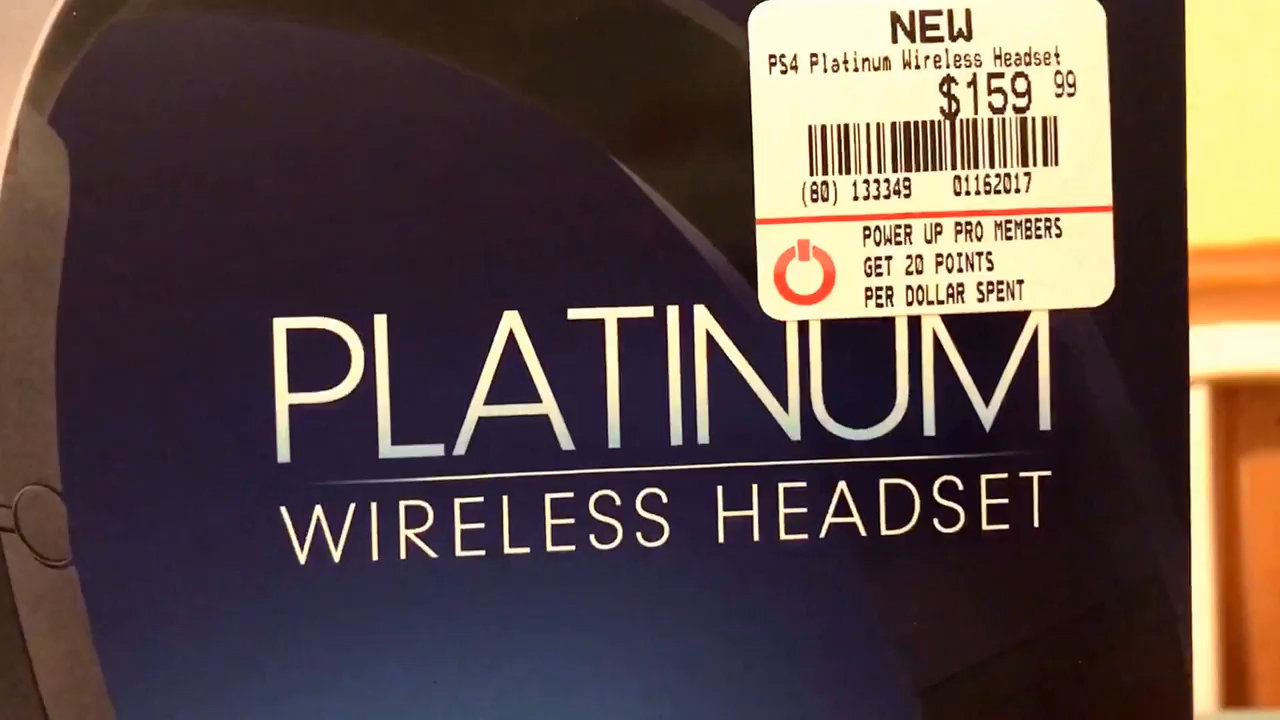 NEW
PS4 Platinum Wireless Headset
$159 99
(80) 133349 01162017
POWER UP PRO MEMBERS
GET 20 POINTS
PER DOLLAR SPENT
PLATINUM
WIRELESS HEADSET